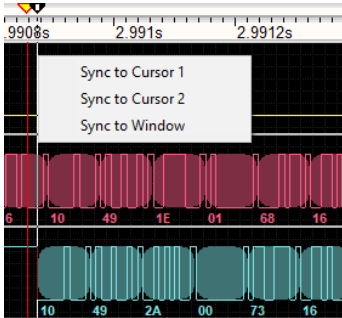 .9908s 2.991s 2.9912s
Sync to Cursor 1
Sync to Cursor 2
Sync to Window
6 10 49 1E 01 68 16
10 49 2A 00 73 16